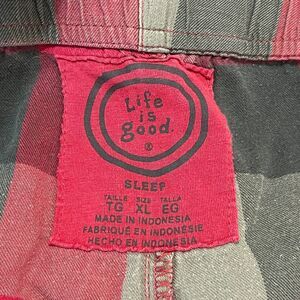 Life
is
good.
®
SLEEP
TAILLE SIZE TALLA
TG XL EG
MADE IN INDONESIA
FABRIQUÉ EN INDONÉSIE
HECHO EN INDONESIA